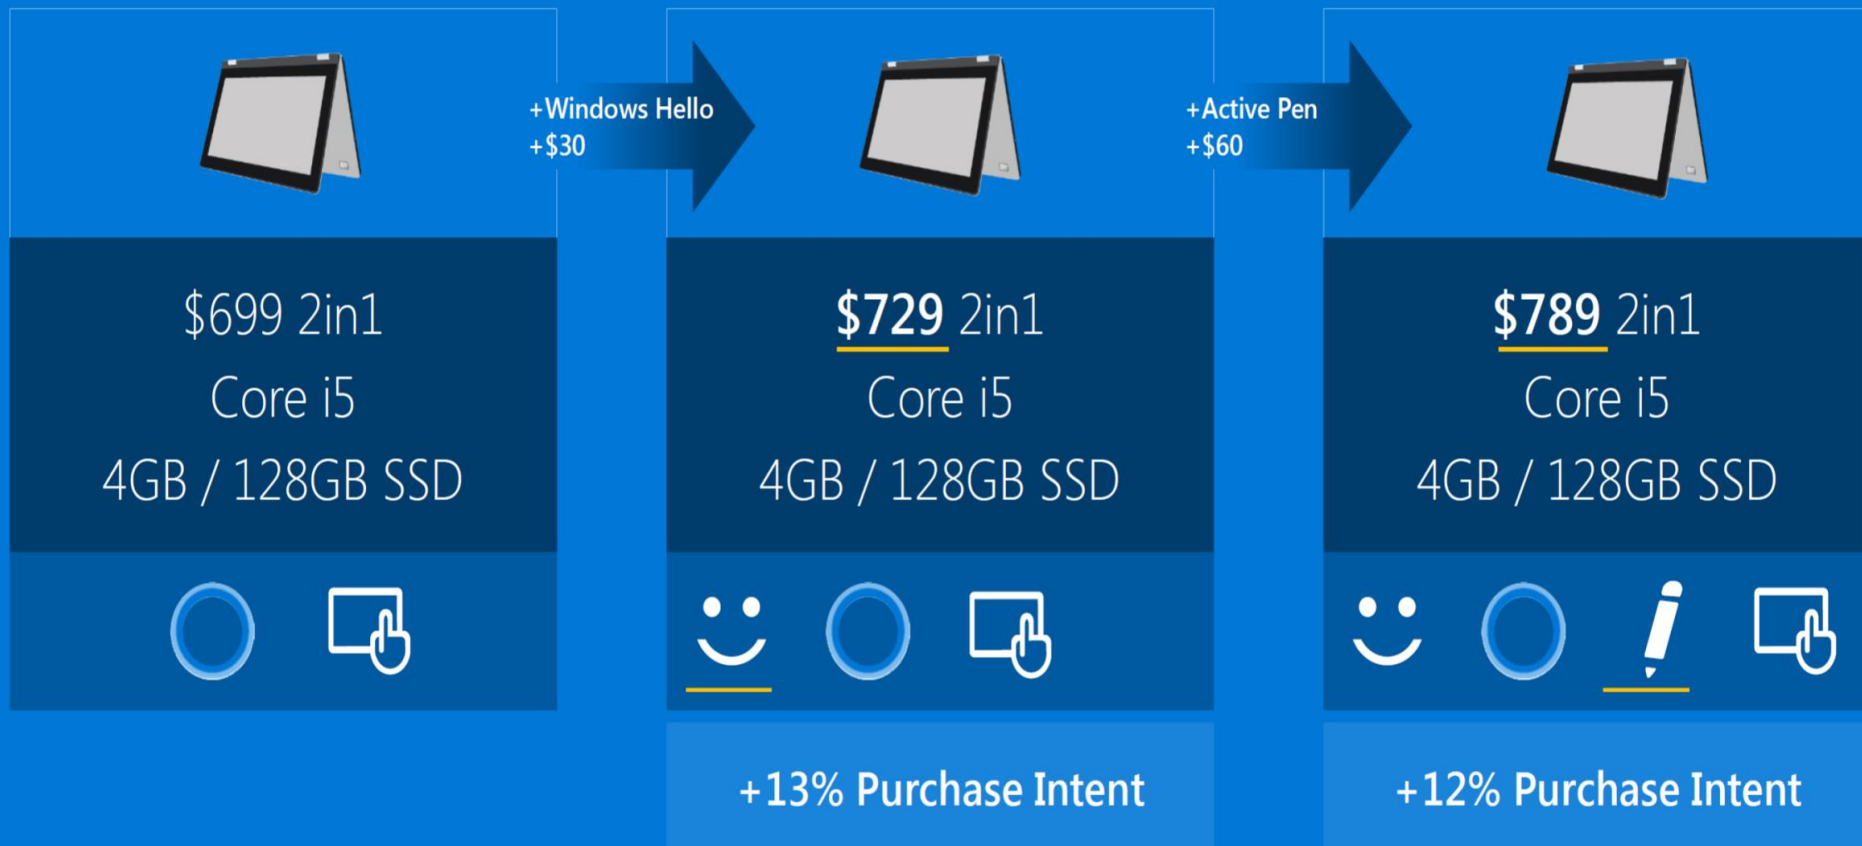 +Windows Hello
+$30
+Active Pen
+$60
$699 2in1
Core i5
4GB / 128GB SSD
$729 2in1
Core i5
4GB / 128GB SSD
$789 2in1
Core i5
4GB / 128GB SSD
+13% Purchase Intent
+12% Purchase Intent